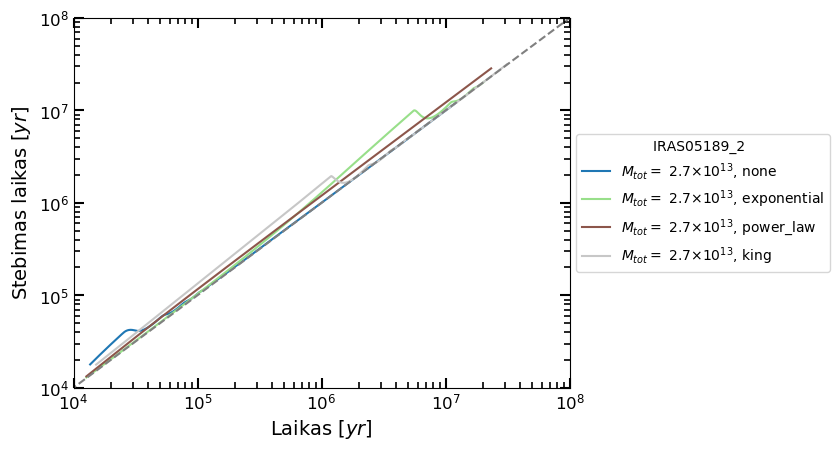 10^8
10^7
10^6
10^5
10^4
Stebimas laikas [yr]
10^4 10^5 10^6 10^7 10^8
Laikas [yr]
IRAS05189_2
M_tot = 2.7×10^13, none
M_tot = 2.7×10^13, exponential
M_tot = 2.7×10^13, power_law
M_tot = 2.7×10^13, king